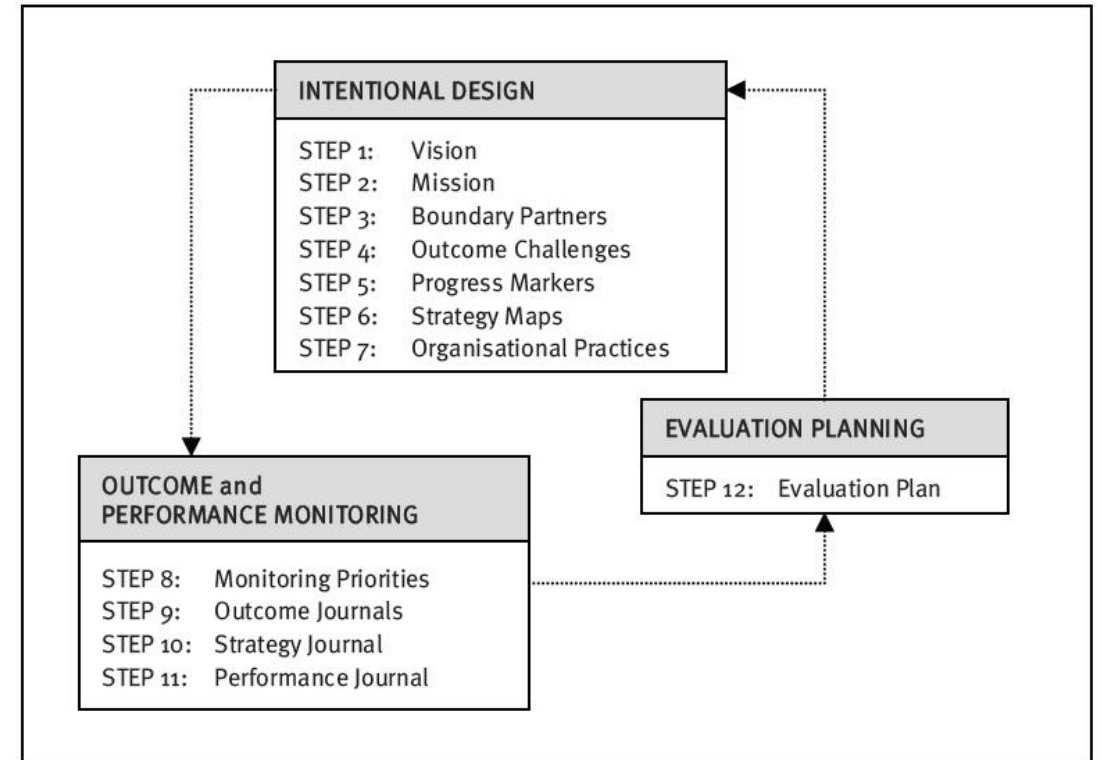 INTENTIONAL DESIGN
STEP 1: Vision
STEP 2: Mission
STEP 3: Boundary Partners
STEP 4: Outcome Challenges
STEP 5: Progress Markers
STEP 6: Strategy Maps
STEP 7: Organisational Practices
OUTCOME and
PERFORMANCE MONITORING
STEP 8: Monitoring Priorities
STEP 9: Outcome Journals
STEP 10: Strategy Journal
STEP 11: Performance Journal
EVALUATION PLANNING
STEP 12: Evaluation Plan